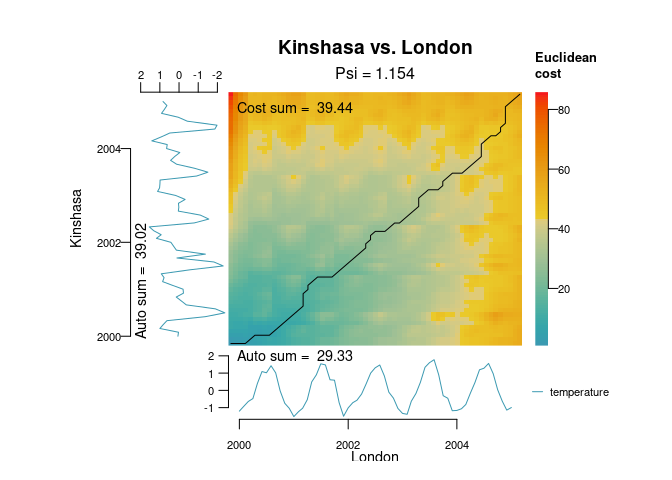 Kinshasa vs. London
Psi = 1.154
Euclidean
cost
2 1 0 -1 -2
Cost sum = 39.44
80
60
40
20
2004
2002
2000
Kinshasa
Auto sum = 39.02
Auto sum = 29.33
2
1
0
-1
temperature
2000 2002 2004
London